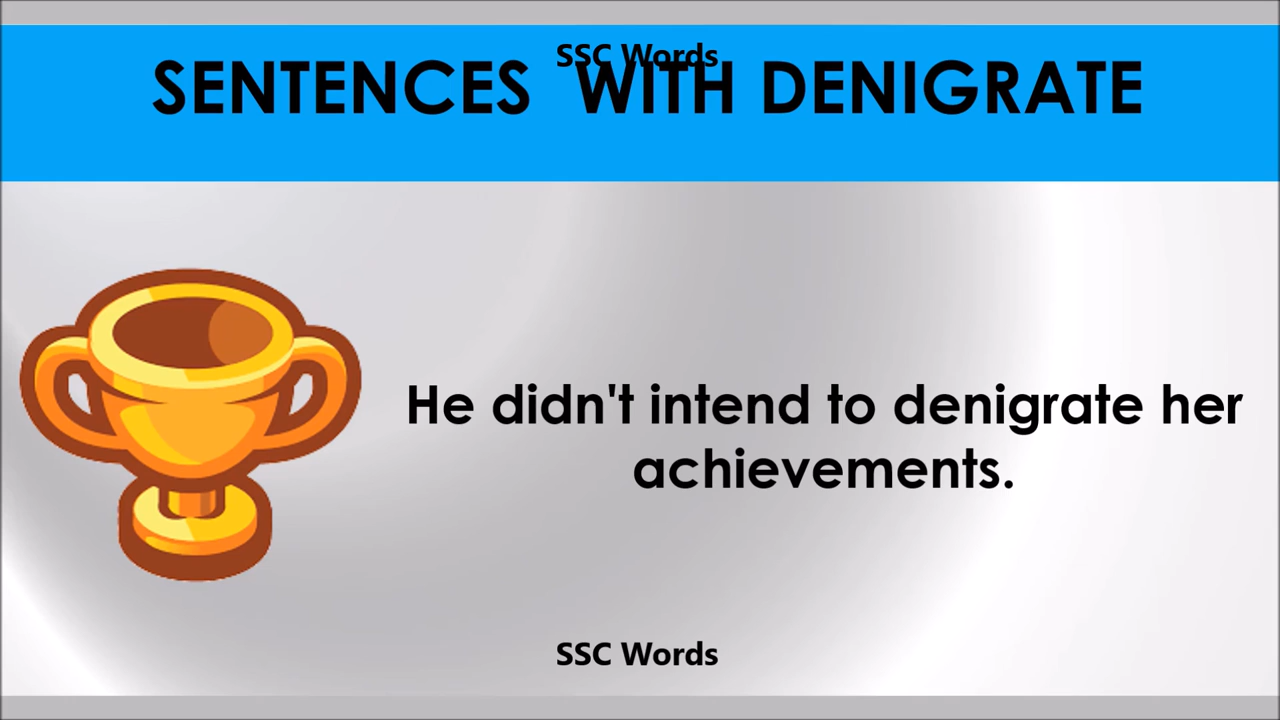 SSC Words
SENTENCES WITH DENIGRATE
He didn't intend to denigrate her
achievements.
SSC Words